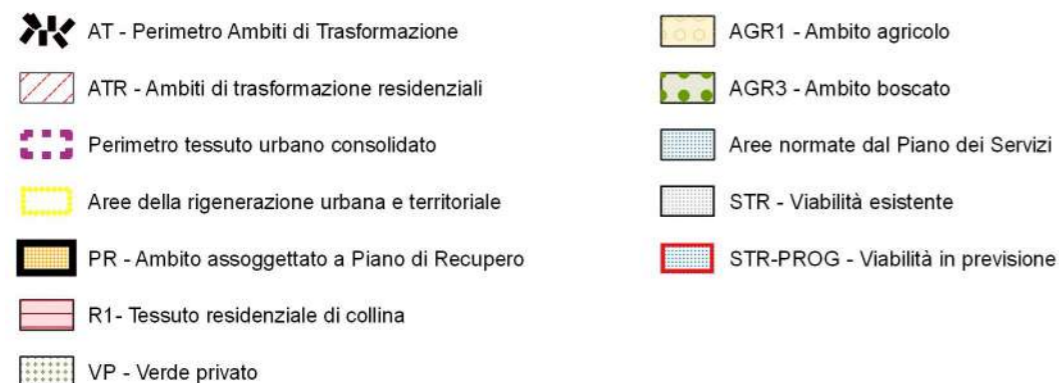 AT - Perimetro Ambiti di Trasformazione
ATR - Ambiti di trasformazione residenziali
Perimetro tessuto urbano consolidato
Aree della rigenerazione urbana e territoriale
PR - Ambito assoggettato a Piano di Recupero
R1- Tessuto residenziale di collina
VP - Verde privato
AGR1 - Ambito agricolo
AGR3 - Ambito boscato
Aree normate dal Piano dei Servizi
STR - Viabilità esistente
STR-PROG - Viabilità in previsione